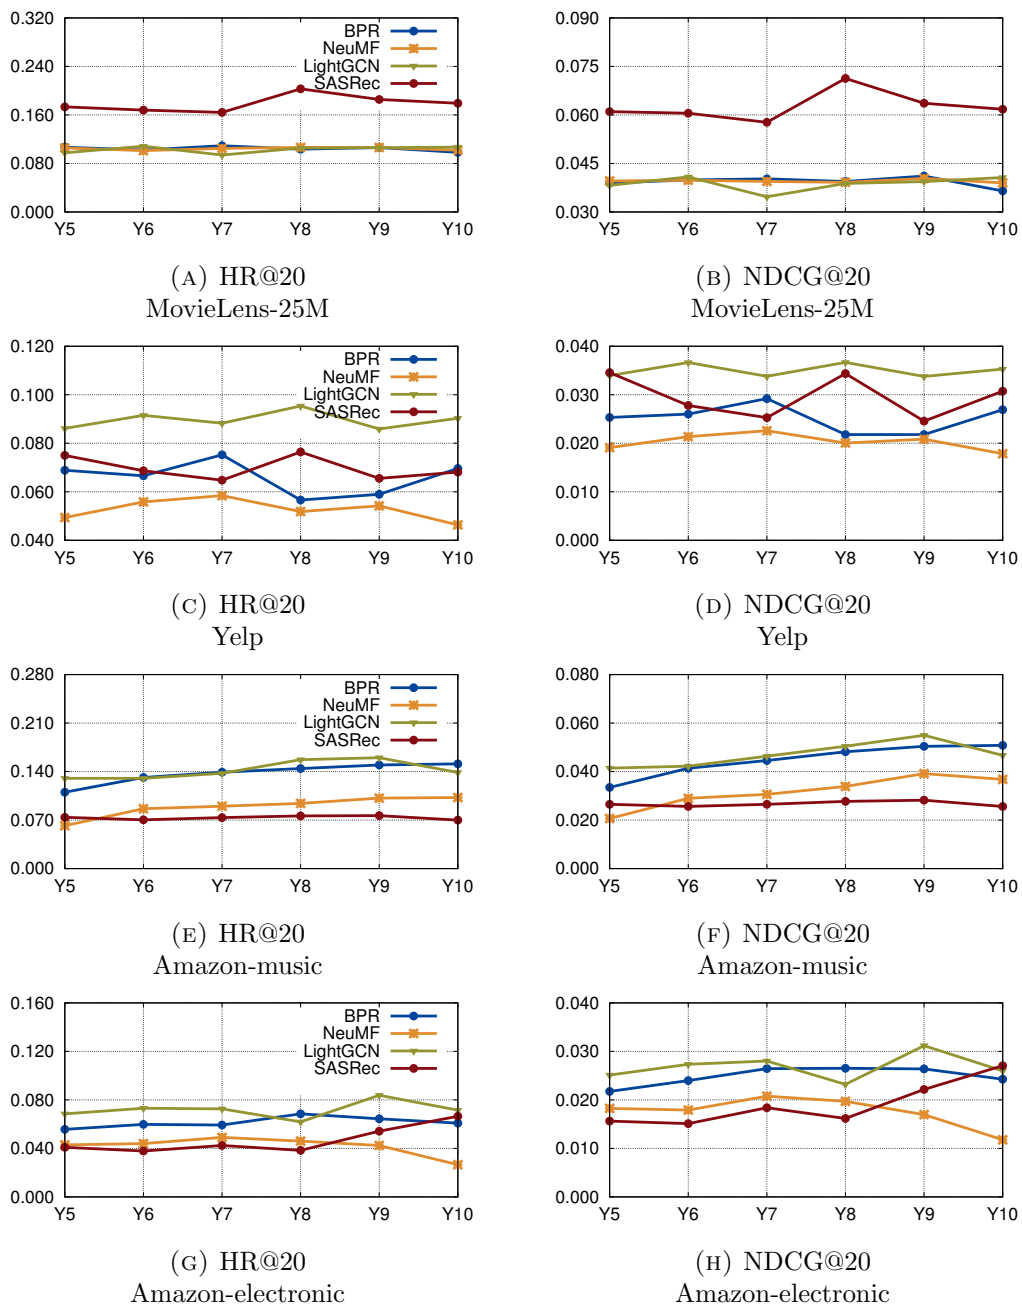 0.320
0.240
0.160
0.080
0.000
BPR
NeuMF
LightGCN
SASRec
Y5 Y6 Y7 Y8 Y9 Y10
(A) HR@20
MovieLens-25M
0.090
0.075
0.060
0.045
0.030
Y5 Y6 Y7 Y8 Y9 Y10
(B) NDCG@20
MovieLens-25M
0.120
0.100
0.080
0.060
0.040
BPR
NeuMF
LightGCN
SASRec
Y5 Y6 Y7 Y8 Y9 Y10
(C) HR@20
Yelp
0.040
0.030
0.020
0.010
0.000
Y5 Y6 Y7 Y8 Y9 Y10
(D) NDCG@20
Yelp
0.280
0.210
0.140
0.070
0.000
BPR
NeuMF
LightGCN
SASRec
Y5 Y6 Y7 Y8 Y9 Y10
(E) HR@20
Amazon-music
0.080
0.060
0.040
0.020
0.000
Y5 Y6 Y7 Y8 Y9 Y10
(F) NDCG@20
Amazon-music
0.160
0.120
0.080
0.040
0.000
BPR
NeuMF
LightGCN
SASRec
Y5 Y6 Y7 Y8 Y9 Y10
(G) HR@20
Amazon-electronic
0.040
0.030
0.020
0.010
0.000
Y5 Y6 Y7 Y8 Y9 Y10
(H) NDCG@20
Amazon-electronic